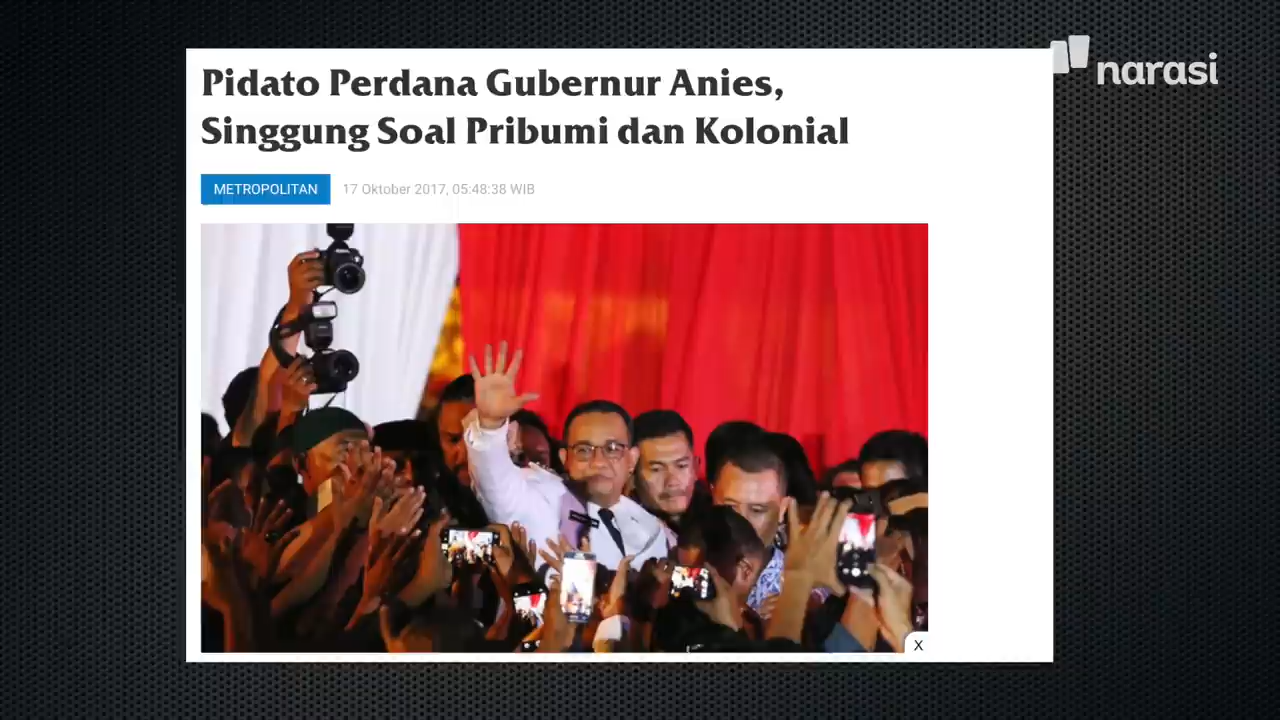 narasi
Pidato Perdana Gubernur Anies,
Singgung Soal Pribumi dan Kolonial
METROPOLITAN
17 Oktober 2017, 05:48:38 WIB
X